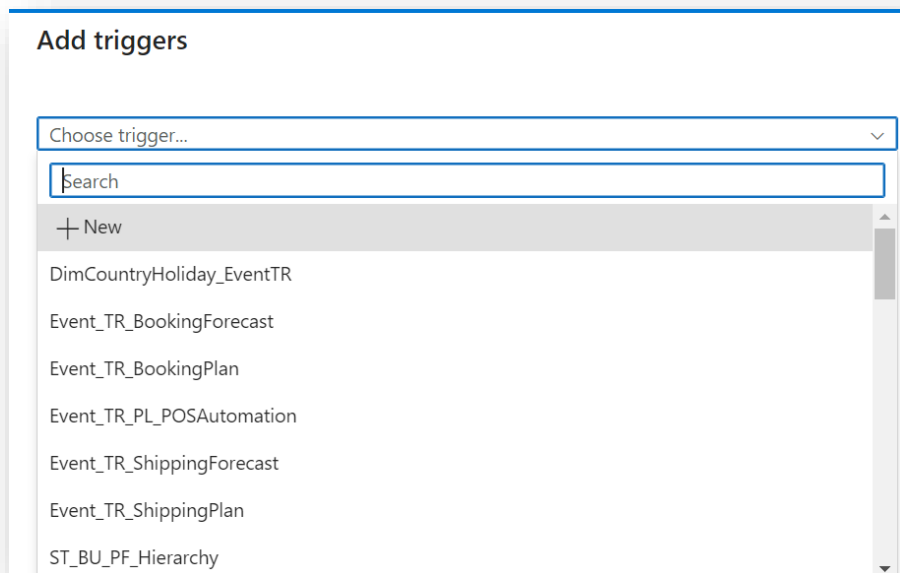 Add triggers
Choose trigger...
Search
New
DimCountryHoliday_EventTR
Event_TR_BookingForecast
Event_TR_BookingPlan
Event_TR_PL_POSAutomation
Event_TR_ShippingForecast
Event_TR_ShippingPlan
ST_BU_PF_Hierarchy